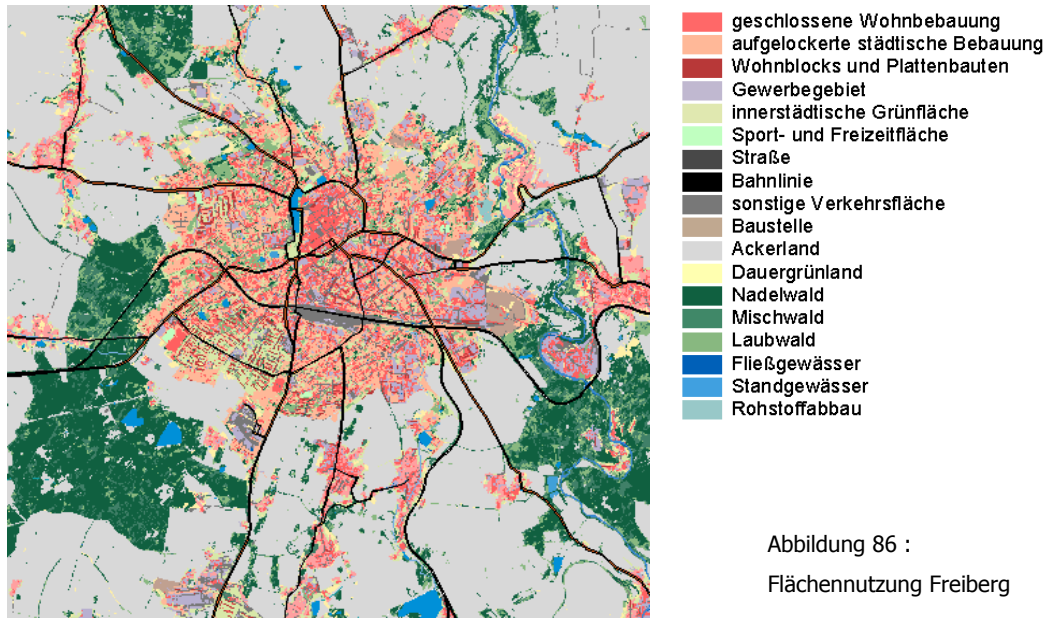 geschlossene Wohnbebauung
aufgelockerte städtische Bebauung
Wohnblocks und Plattenbauten
Gewerbegebiet
innerstädtische Grünfläche
Sport- und Freizeitfläche
Straße
Bahnlinie
sonstige Verkehrsfläche
Baustelle
Ackerland
Dauergrünland
Nadelwald
Mischwald
Laubwald
Fließgewässer
Standgewässer
Rohstoffabbau
Abbildung 86 :
Flächennutzung Freiberg